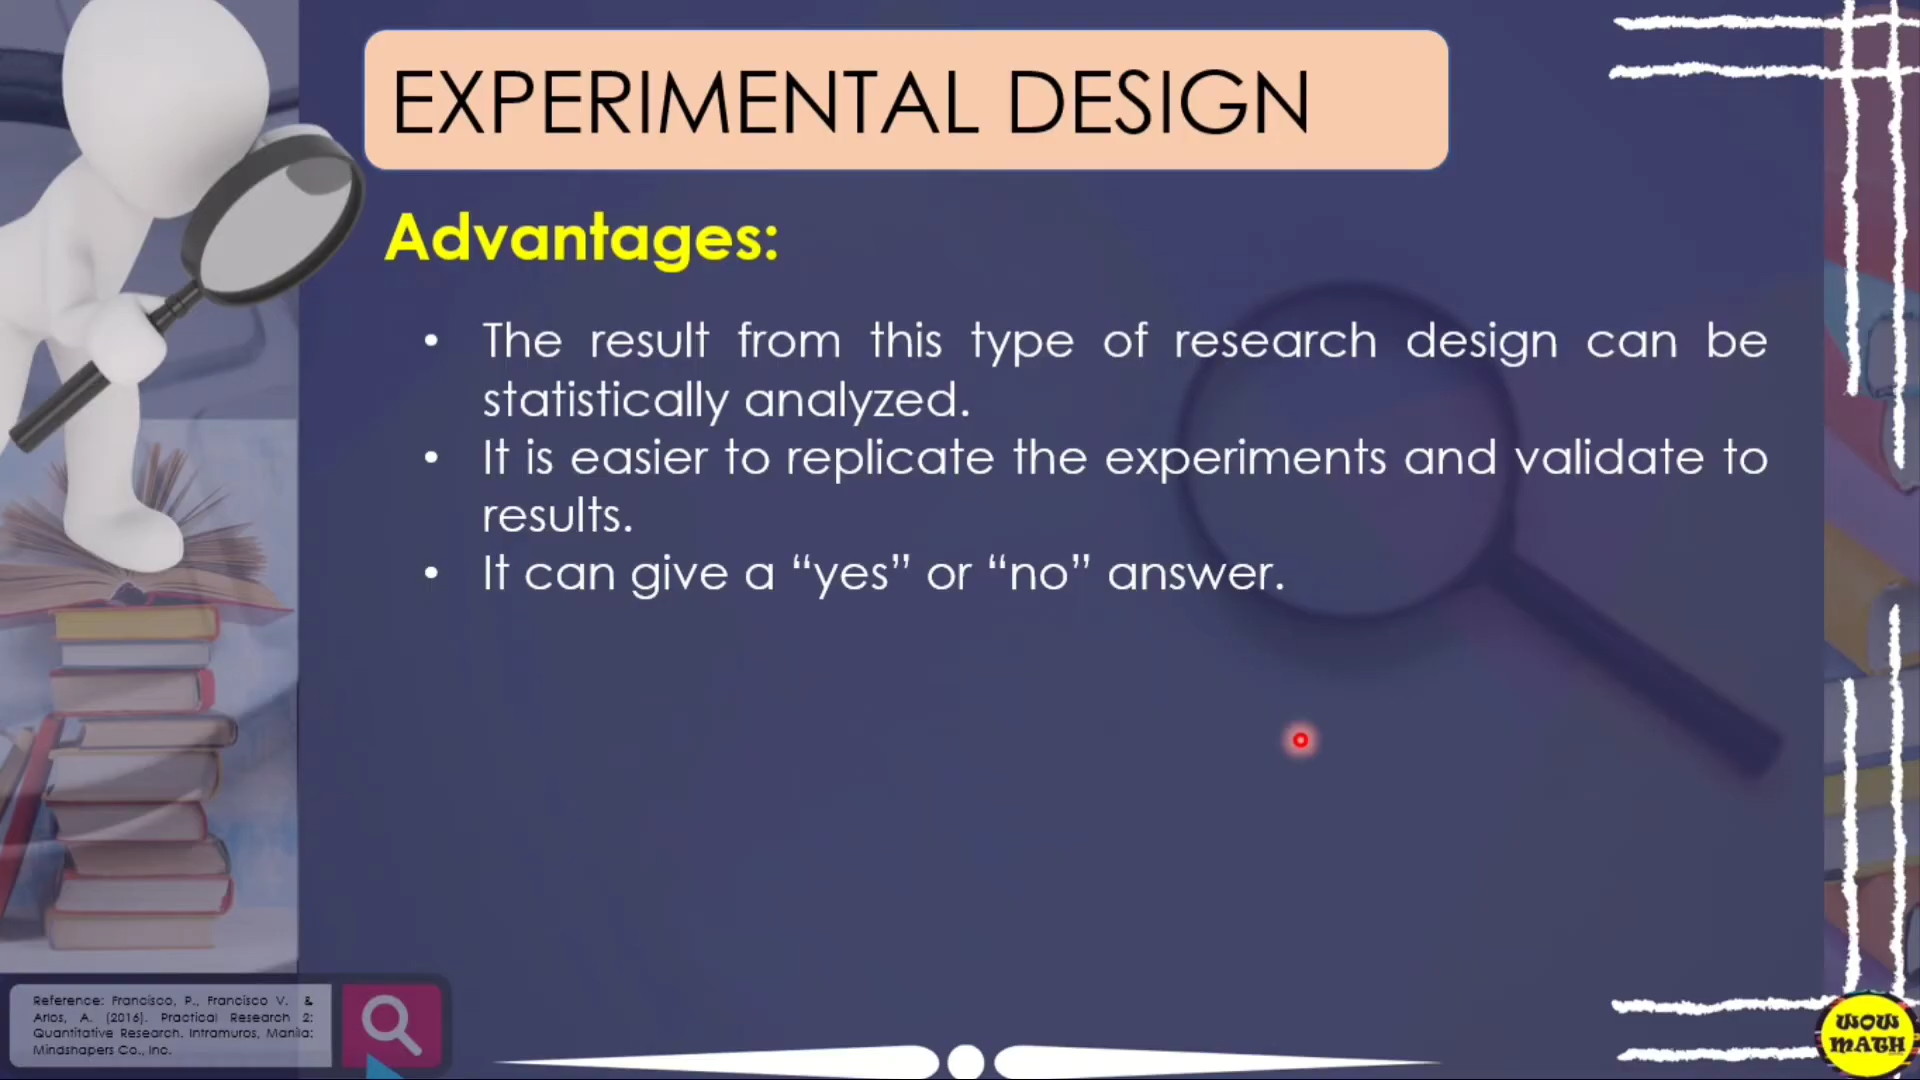 EXPERIMENTAL DESIGN
Advantages:
• The result from this type of research design can be
statistically analyzed.
• It is easier to replicate the experiments and validate to
results.
• It can give a “yes” or “no” answer.
Reference: Francisco, P., Francisco V. &
Arlos, A. (2016). Practical Research 2:
Quantitative Research. Intramuros, Manila:
Mindshapers Co., Inc.
WOW
MATH